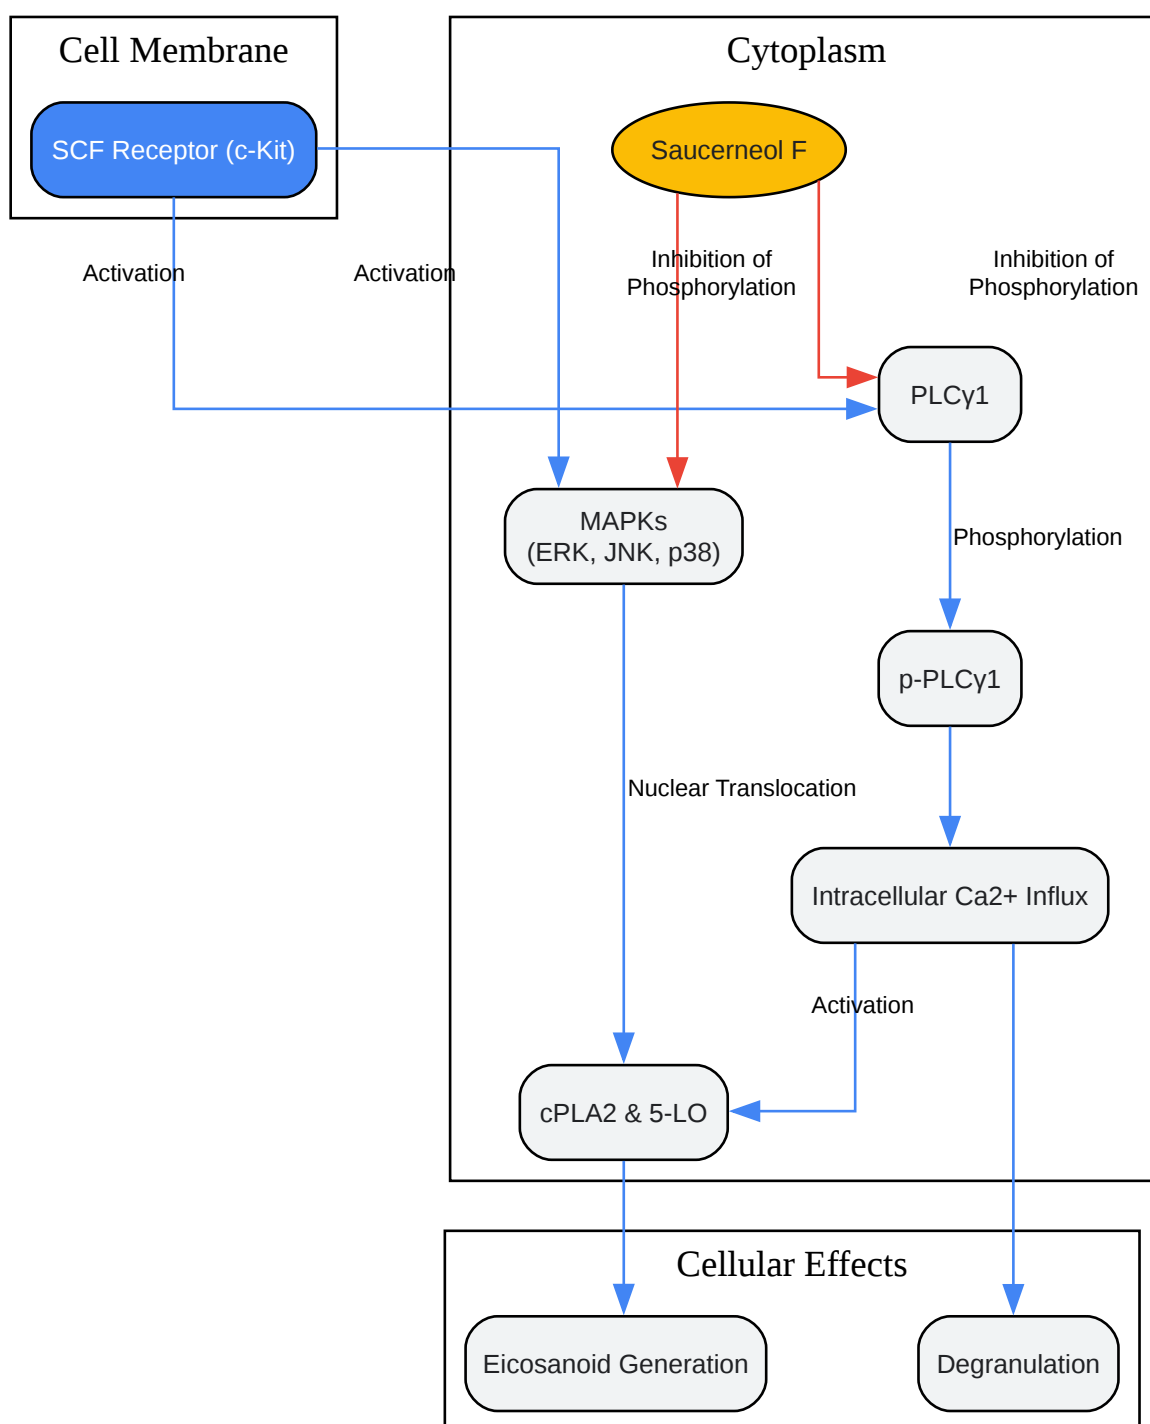 Cell Membrane
Cytoplasm
SCF Receptor (c-Kit)
Saucerneol F
Activation
Activation
Inhibition of
Phosphorylation
Inhibition of
Phosphorylation
PLCγ1
MAPKs
(ERK, JNK, p38)
Phosphorylation
p-PLCγ1
Nuclear Translocation
Intracellular Ca2+ Influx
Activation
cPLA2 & 5-LO
Cellular Effects
Eicosanoid Generation
Degranulation